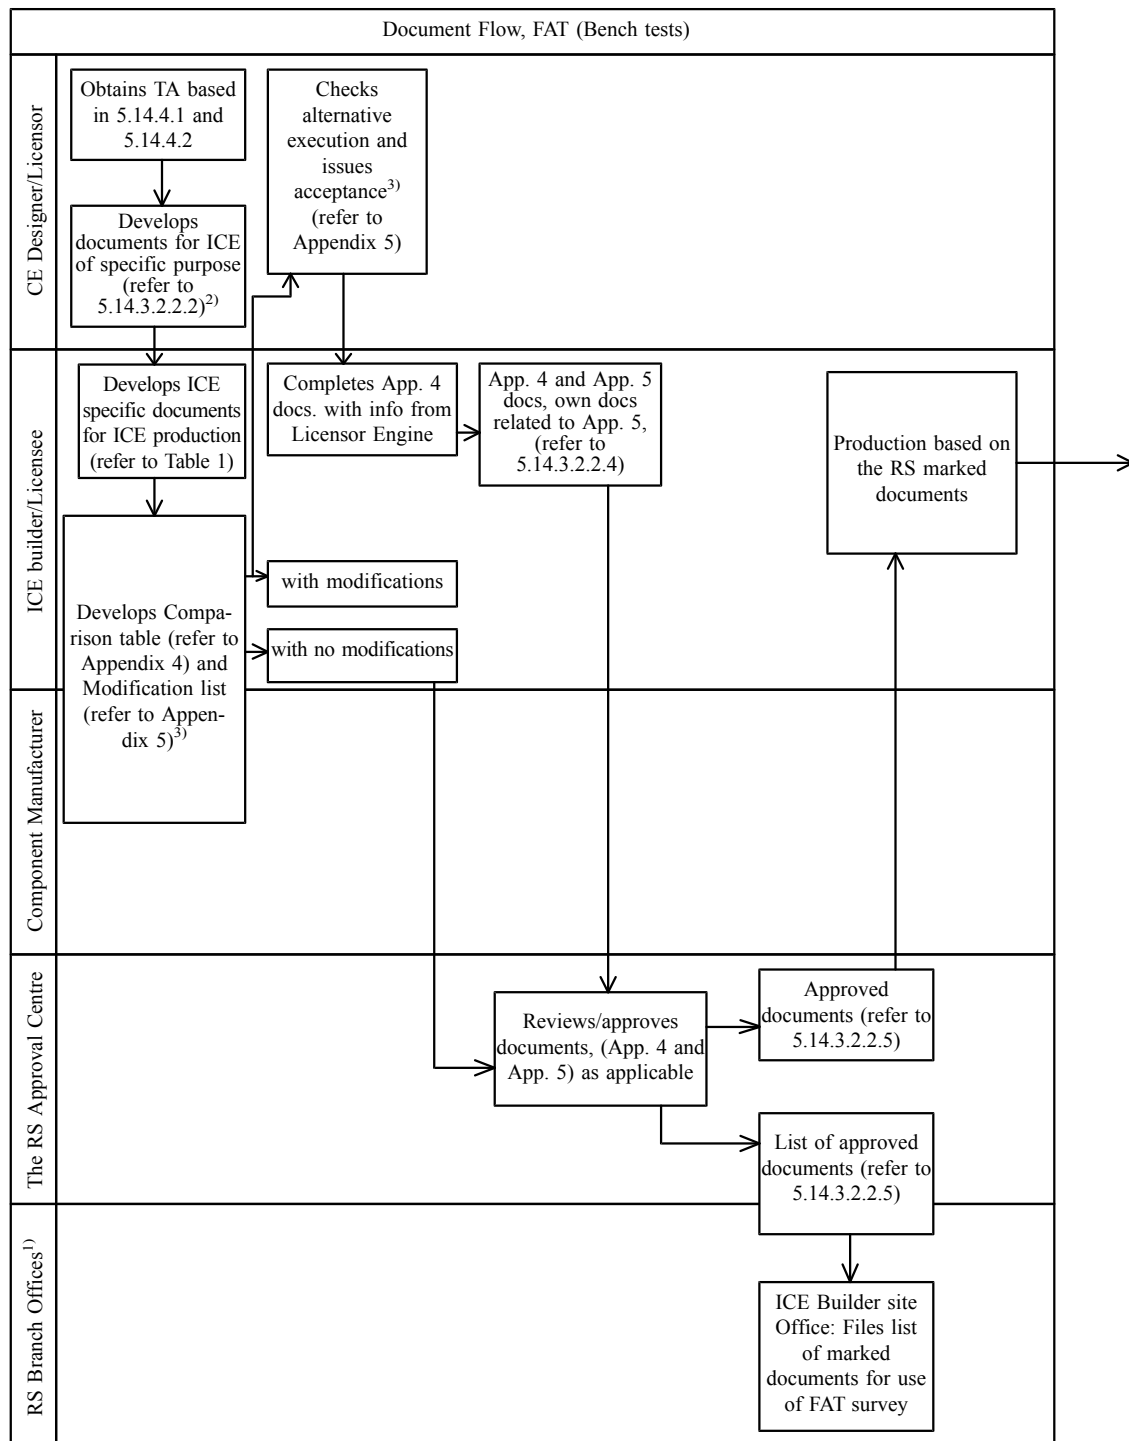 Document Flow, FAT (Bench tests)
CE Designer/Licensor
Obtains TA based
in 5.14.4.1 and
5.14.4.2
Develops
documents for ICE
of specific purpose
(refer to
5.14.3.2.2.2)2)
Checks
alternative
execution and
issues
acceptance3)
(refer to
Appendix 5)
ICE builder/Licensee
Develops ICE
specific documents
for ICE production
(refer to Table 1)
Completes App. 4
docs. with info from
Licensor Engine
App. 4 and App. 5
docs, own docs
related to App. 5,
(refer to
5.14.3.2.2.4)
Production based on
the RS marked
documents
Develops Compa-
rison table (refer to
Appendix 4) and
Modification list
(refer to Appen-
dix 5)3)
with modifications
with no modifications
Component Manufacturer
The RS Approval Centre
Reviews/approves
documents, (App. 4 and
App. 5) as applicable
Approved
documents (refer to
5.14.3.2.2.5)
List of approved
documents (refer to
5.14.3.2.2.5)
RS Branch Offices1)
ICE Builder site
Office: Files list
of marked
documents for use
of FAT survey